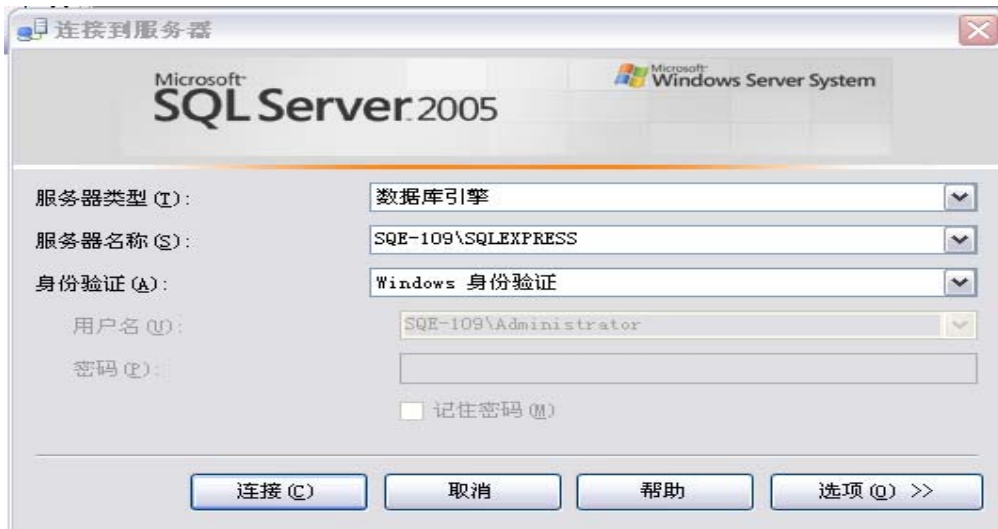 连接到服务器
Microsoft
SQL Server 2005
Microsoft
Windows Server System
服务器类型(T):
数据库引擎
服务器名称(S):
SQE-109\SQLEXPRESS
身份验证(A):
Windows 身份验证
用户名(U):
SQE-109\Administrator
密码(P):
记住密码(M)
连接(C)
取消
帮助
选项(O) >>